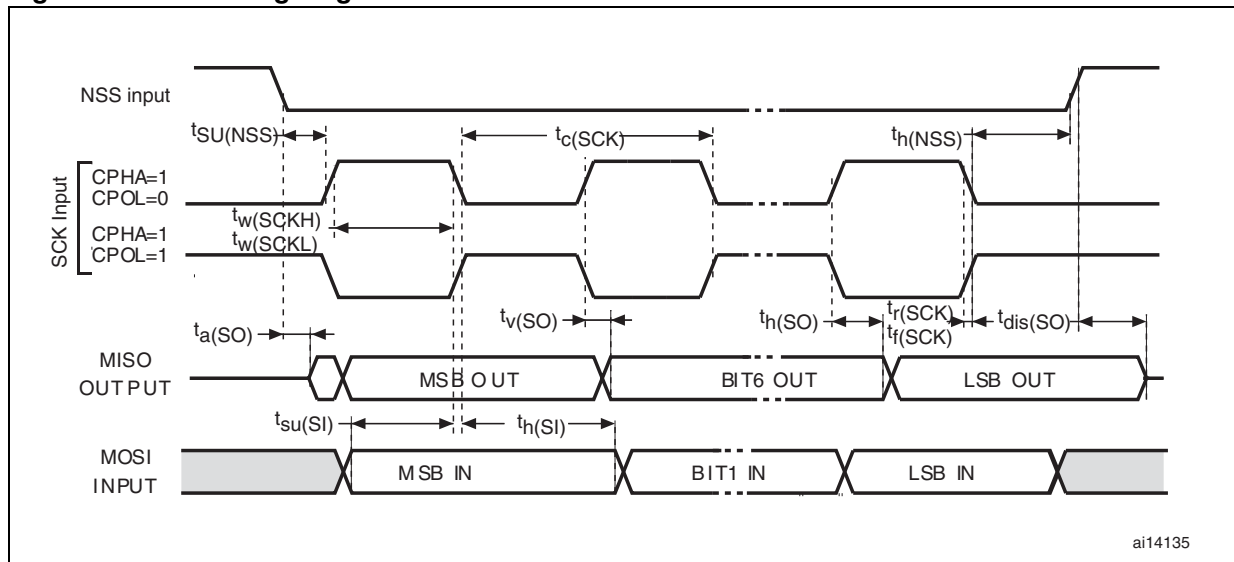 NSS input
tSU(NSS)
tc(SCK)
th(NSS)
SCK Input
CPHA=1
CPOL=0
tw(SCKH)
tw(SCKL)
CPHA=1
CPOL=1
ta(SO)
tv(SO)
th(SO)
tr(SCK)
tf(SCK)
tdis(SO)
MISO
OUTPUT
MSB OUT
BIT6 OUT
LSB OUT
tsu(SI)
th(SI)
MOSI
INPUT
MSB IN
BIT1 IN
LSB IN
ai14135